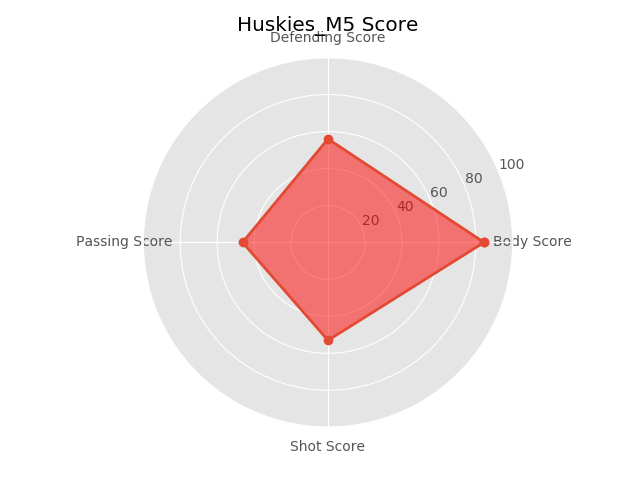 Huskies_M5 Score
Defending Score
100
80
60
40
20
Passing Score
Body Score
Shot Score